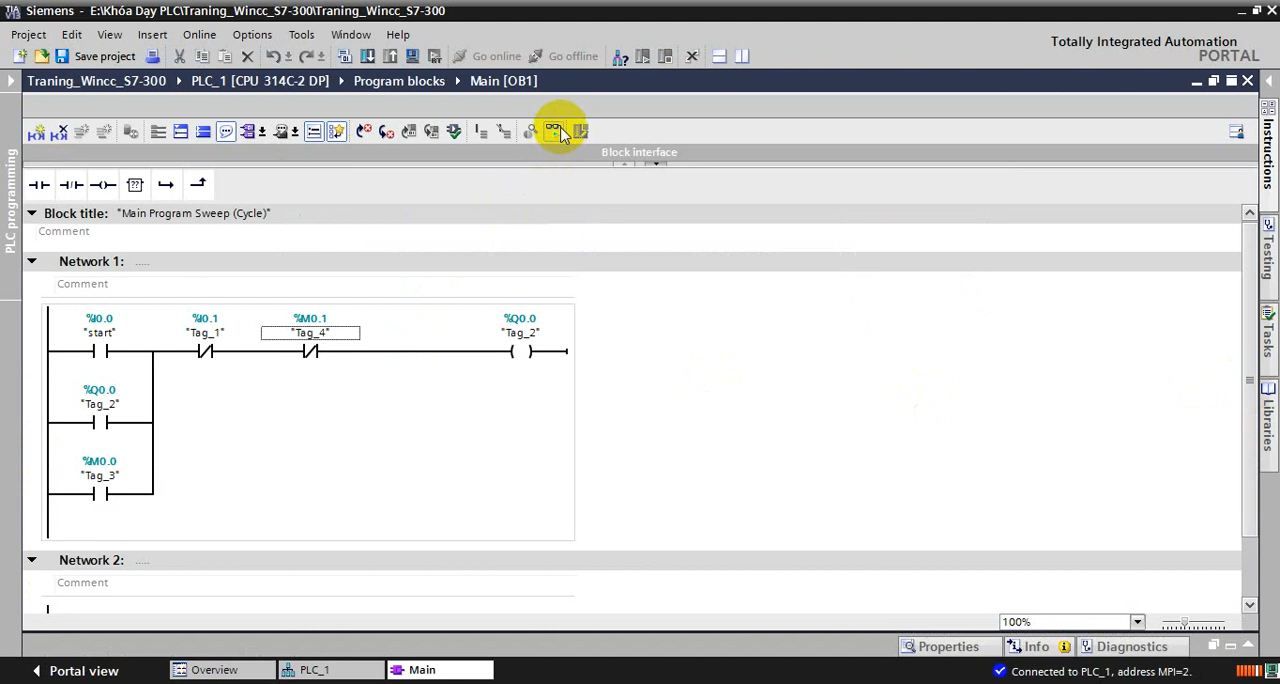 TIA
V13
Siemens - E:\Khóa Dạy PLC\Traning_Wincc_S7-300\Traning_Wincc_S7-300
Project Edit View Insert Online Options Tools Window Help
Totally Integrated Automation
PORTAL
Save project
Go online
Go offline
Traning_Wincc_S7-300 PLC_1 [CPU 314C-2 DP] Program blocks Main [OB1]
Block interface
??
Block title: "Main Program Sweep (Cycle)"
Comment
Network 1: .....
Comment
%I0.0 %I0.1 %M0.1 %Q0.0
"start" "Tag_1" "Tag_4" "Tag_2"
%Q0.0
"Tag_2"
%M0.0
"Tag_3"
Network 2: .....
Comment
100%
PLC programming
Instructions
Testing
Tasks
Libraries
Properties Info Diagnostics
Portal view Overview PLC_1 Main
Connected to PLC_1, address MPI=2.